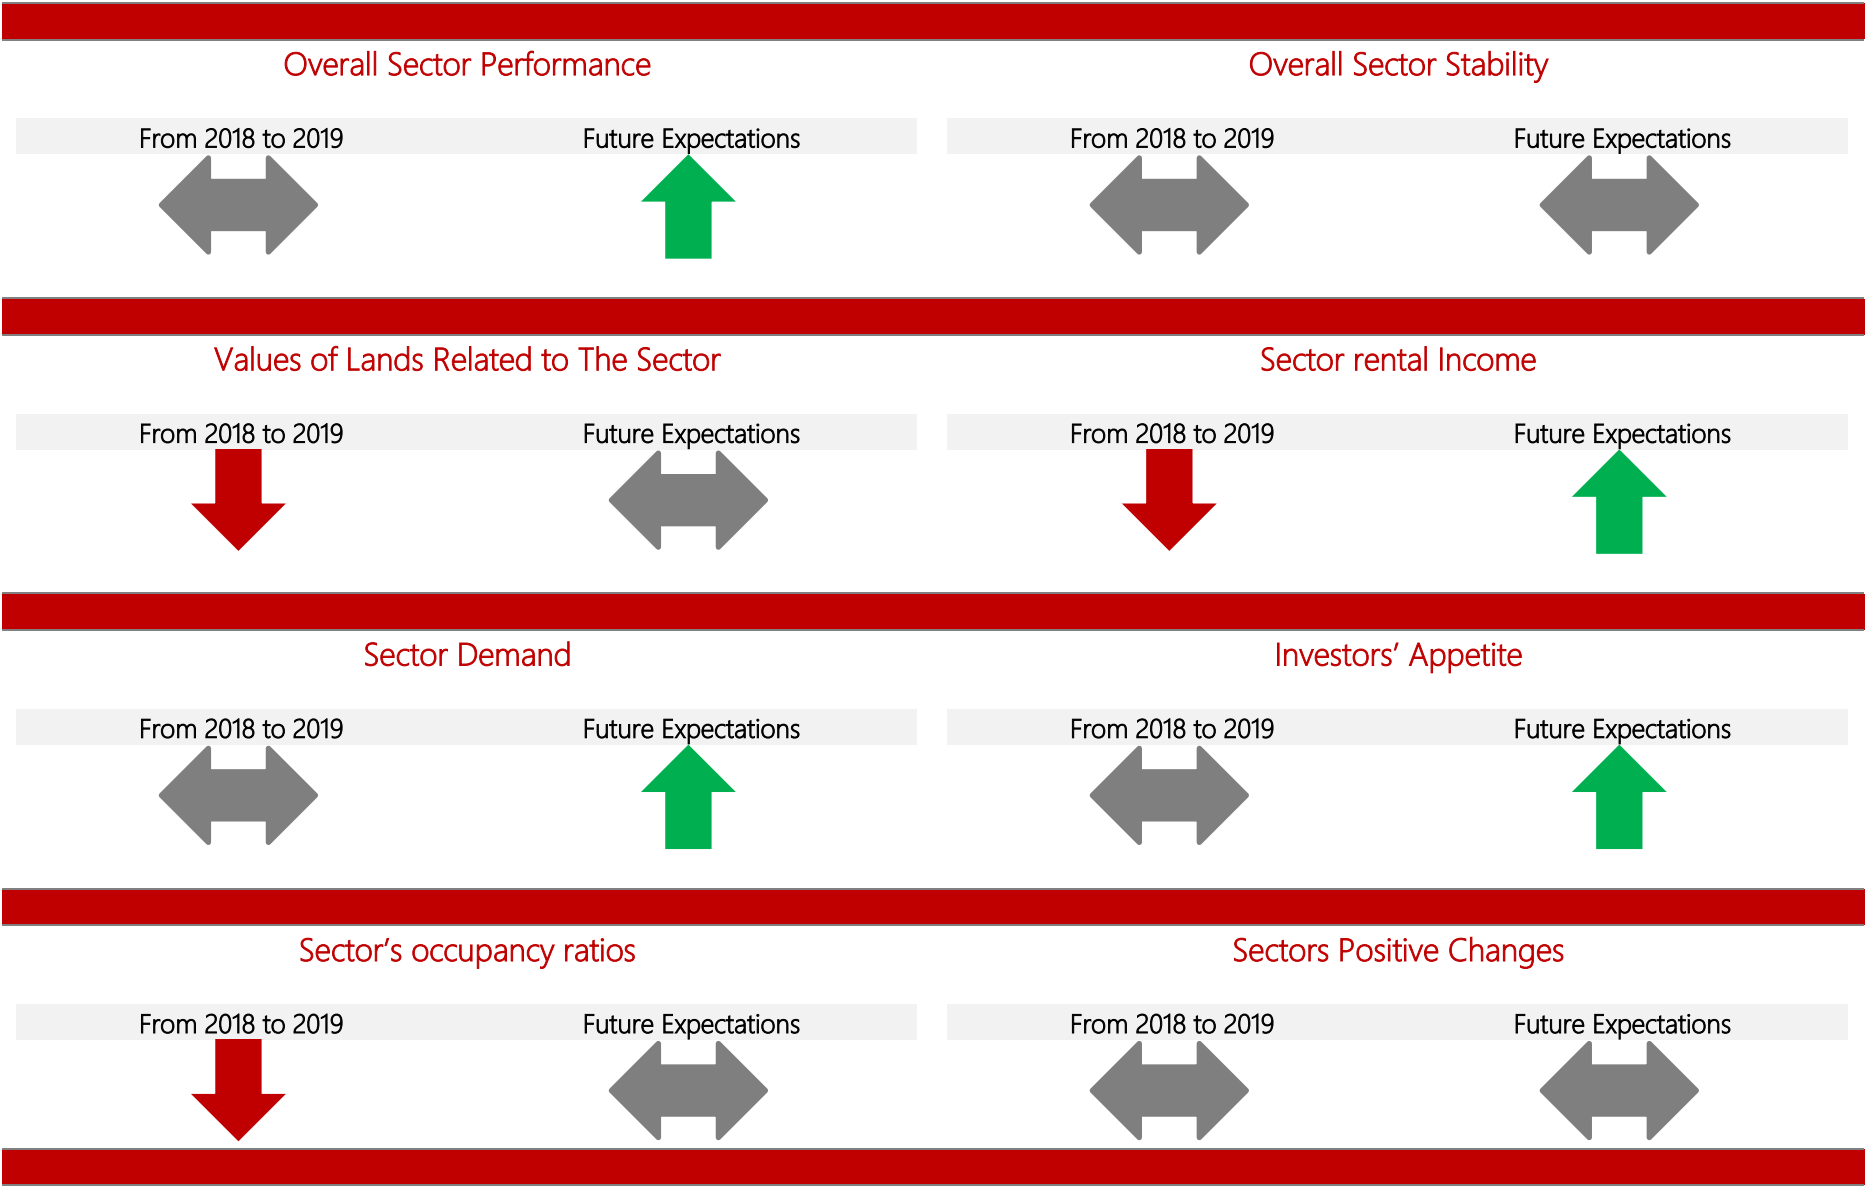 Overall Sector Performance
Overall Sector Stability
From 2018 to 2019
Future Expectations
From 2018 to 2019
Future Expectations
Values of Lands Related to The Sector
Sector rental Income
From 2018 to 2019
Future Expectations
From 2018 to 2019
Future Expectations
Sector Demand
Investors’ Appetite
From 2018 to 2019
Future Expectations
From 2018 to 2019
Future Expectations
Sector’s occupancy ratios
Sectors Positive Changes
From 2018 to 2019
Future Expectations
From 2018 to 2019
Future Expectations